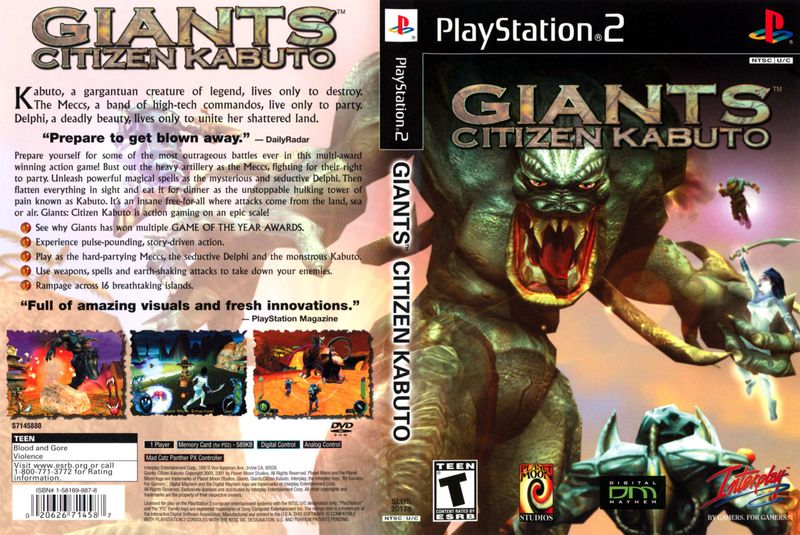 GIANTS™
CITIZEN KABUTO
Kabuto, a gargantuan creature of legend, lives only to destroy.
The Meccs, a band of high-tech commandos, live only to party.
Delphi, a deadly beauty, lives only to unite her shattered land.
“Prepare to get blown away.” — DailyRadar
Prepare yourself for some of the most outrageous battles ever in this multi-award
winning action game! Bust out the heavy artillery as the Meccs, fighting for their right
to party. Unleash powerful magical spells as the mysterious and seductive Delphi. Then
flatten everything in sight and eat it for dinner as the unstoppable hulking tower of
pain known as Kabuto. It's an insane free-for-all where attacks come from the land, sea
or air. Giants: Citizen Kabuto is action gaming on an epic scale!
See why Giants has won multiple GAME OF THE YEAR AWARDS.
Experience pulse-pounding, story-driven action.
Play as the hard-partying Meccs, the seductive Delphi and the monstrous Kabuto.
Use weapons, spells and earth-shaking attacks to take down your enemies.
Rampage across 16 breathtaking islands.
“Full of amazing visuals and fresh innovations.”
— PlayStation Magazine
S7145880
DVD
ROM
TEEN
Blood and Gore
Violence
Visit www.esrb.org or call
1-800-771-3772 for Rating
information.
1 Player
Memory Card (for PS2) - 589KB
Digital Control
Analog Control
Mad Catz Panther PX Controller
ISBN# 1-58189-887-8
0 20626 71458 7
PlayStation®2
GIANTS™ CITIZEN KABUTO
SLUS
20178
NTSC U/C
PlayStation®2
NTSC U/C
GIANTS™
CITIZEN KABUTO
TEEN
T
ESRB
PLANET
MOON
STUDIOS
DIGITAL
DM
MAYHEM
Interplay
BY GAMERS. FOR GAMERS.™